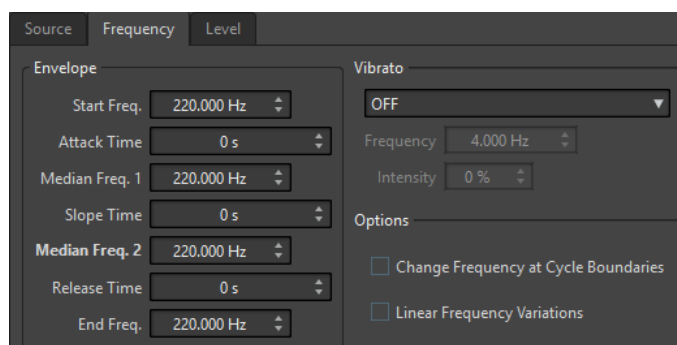 Source Frequency Level
Envelope
Start Freq. 220.000 Hz
Attack Time 0 s
Median Freq. 1 220.000 Hz
Slope Time 0 s
Median Freq. 2 220.000 Hz
Release Time 0 s
End Freq. 220.000 Hz
Vibrato
OFF
Frequency 4.000 Hz
Intensity 0 %
Options
Change Frequency at Cycle Boundaries
Linear Frequency Variations